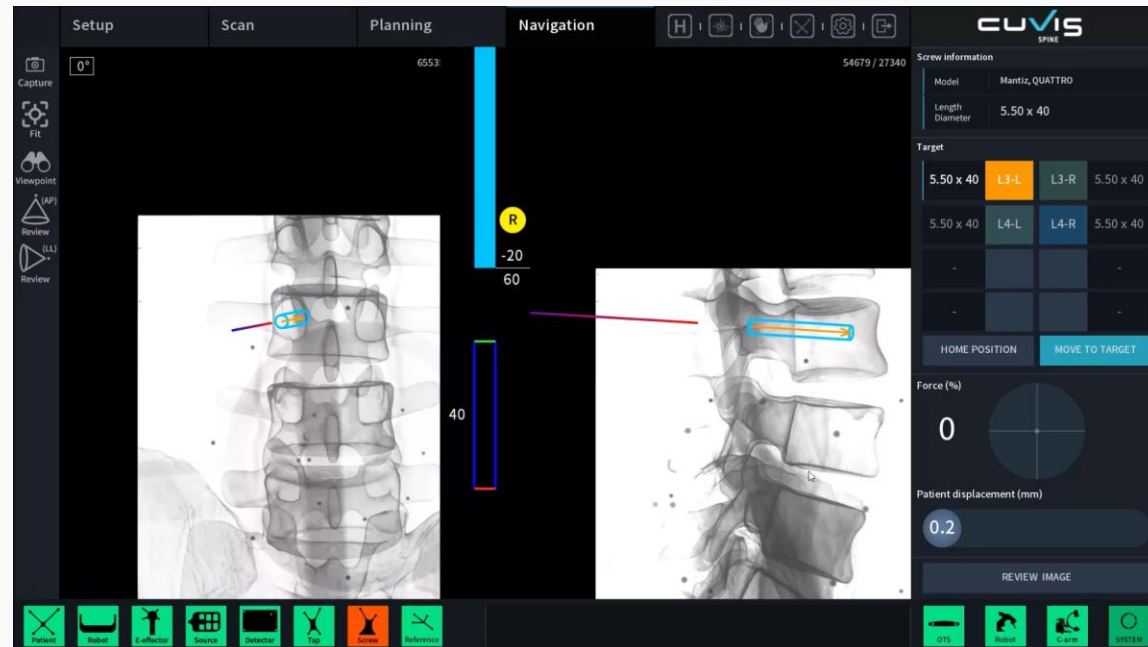 Setup
Scan
Planning
Navigation
H
CUVIS
SPINE
Capture
Fit
Viewpoint
(AP)
Review
(LL)
Review
0°
6553
54679 / 27340
R
-20
60
40
Screw information
Model Mantiz, QUATTRO
Length
Diameter 5.50 x 40
Target
5.50 x 40 L3-L L3-R 5.50 x 40
5.50 x 40 L4-L L4-R 5.50 x 40
- -
- -
HOME POSITION MOVE TO TARGET
Force (%)
0
Patient displacement (mm)
0.2
REVIEW IMAGE
Patient
Robot
E-effector
Source
Detector
Tap
Screw
Reference
OTS
Robot
C-arm
SYSTEM